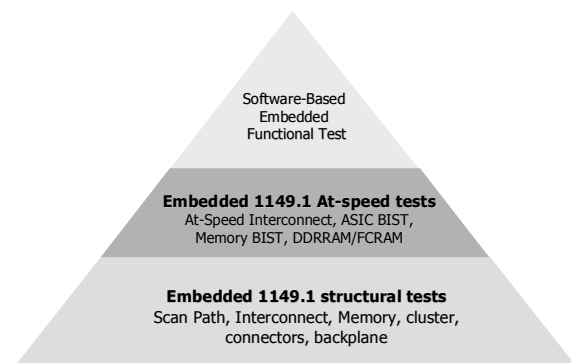 Software-Based
Embedded
Functional Test
Embedded 1149.1 At-speed tests
At-Speed Interconnect, ASIC BIST,
Memory BIST, DDRRAM/FCRAM
Embedded 1149.1 structural tests
Scan Path, Interconnect, Memory, cluster,
connectors, backplane